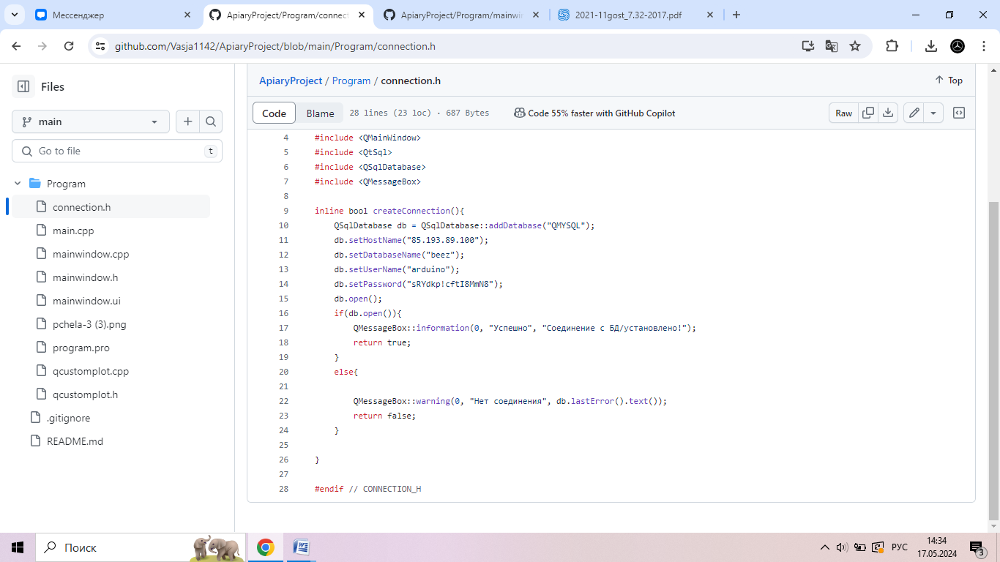 Мессенджер
ApiaryProject/Program/connect
ApiaryProject/Program/mainwi
2021-11gost_7.32-2017.pdf
github.com/Vasja1142/ApiaryProject/blob/main/Program/connection.h
Files
ApiaryProject / Program / connection.h
Top
main
Code
Blame
28 lines (23 loc) · 687 Bytes
Code 55% faster with GitHub Copilot
Raw
Go to file
t
Program
connection.h
main.cpp
mainwindow.cpp
mainwindow.h
mainwindow.ui
pchela-3 (3).png
program.pro
qcustomplot.cpp
qcustomplot.h
.gitignore
README.md
4 #include <QMainWindow>
5 #include <QtSql>
6 #include <QSqlDatabase>
7 #include <QMessageBox>
8
9 inline bool createConnection(){
10 QSqlDatabase db = QSqlDatabase::addDatabase("QMYSQL");
11 db.setHostName("85.193.89.100");
12 db.setDatabaseName("beez");
13 db.setUserName("arduino");
14 db.setPassword("sRYdkp!cftI8MmN8");
15 db.open();
16 if(db.open()){
17 QMessageBox::information(0, "Успешно", "Соединение с БД/установлено!");
18 return true;
19 }
20 else{
21
22 QMessageBox::warning(0, "Нет соединения", db.lastError().text());
23 return false;
24 }
25
26 }
27
28 #endif // CONNECTION_H
Поиск
РУС
14:34
17.05.2024
3